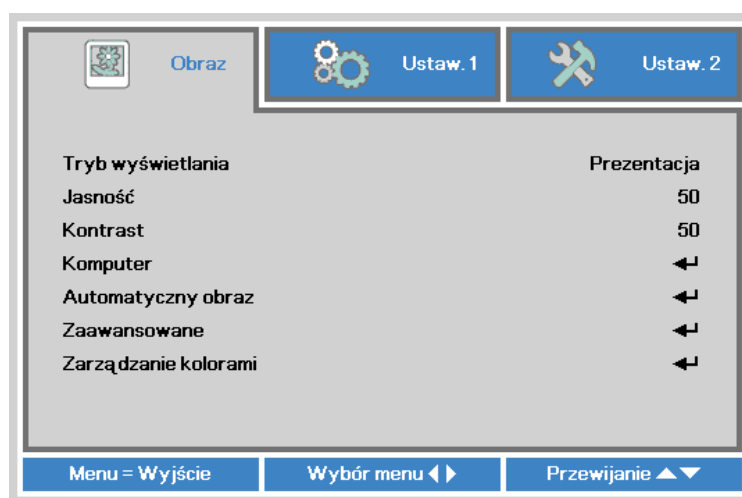 Obraz Ustaw. 1 Ustaw. 2
Tryb wyświetlania Prezentacja
Jasność 50
Kontrast 50
Komputer
Automatyczny obraz
Zaawansowane
Zarządzanie kolorami
Menu = Wyjście Wybór menu Przewijanie